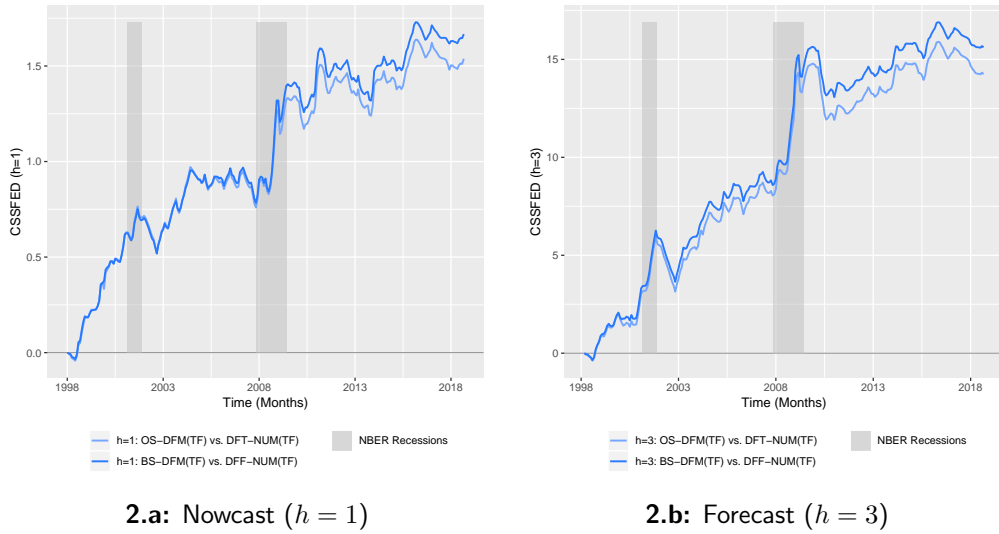 CSSFED (h=1)
1.5
1.0
0.5
0.0
1998
2003
2008
2013
2018
Time (Months)
h=1: OS−DFM(TF) vs. DFT−NUM(TF)
h=1: BS−DFM(TF) vs. DFF−NUM(TF)
NBER Recessions
2.a: Nowcast (h = 1)
CSSFED (h=3)
15
10
5
0
1998
2003
2008
2013
2018
Time (Months)
h=3: OS−DFM(TF) vs. DFT−NUM(TF)
h=3: BS−DFM(TF) vs. DFF−NUM(TF)
NBER Recessions
2.b: Forecast (h = 3)